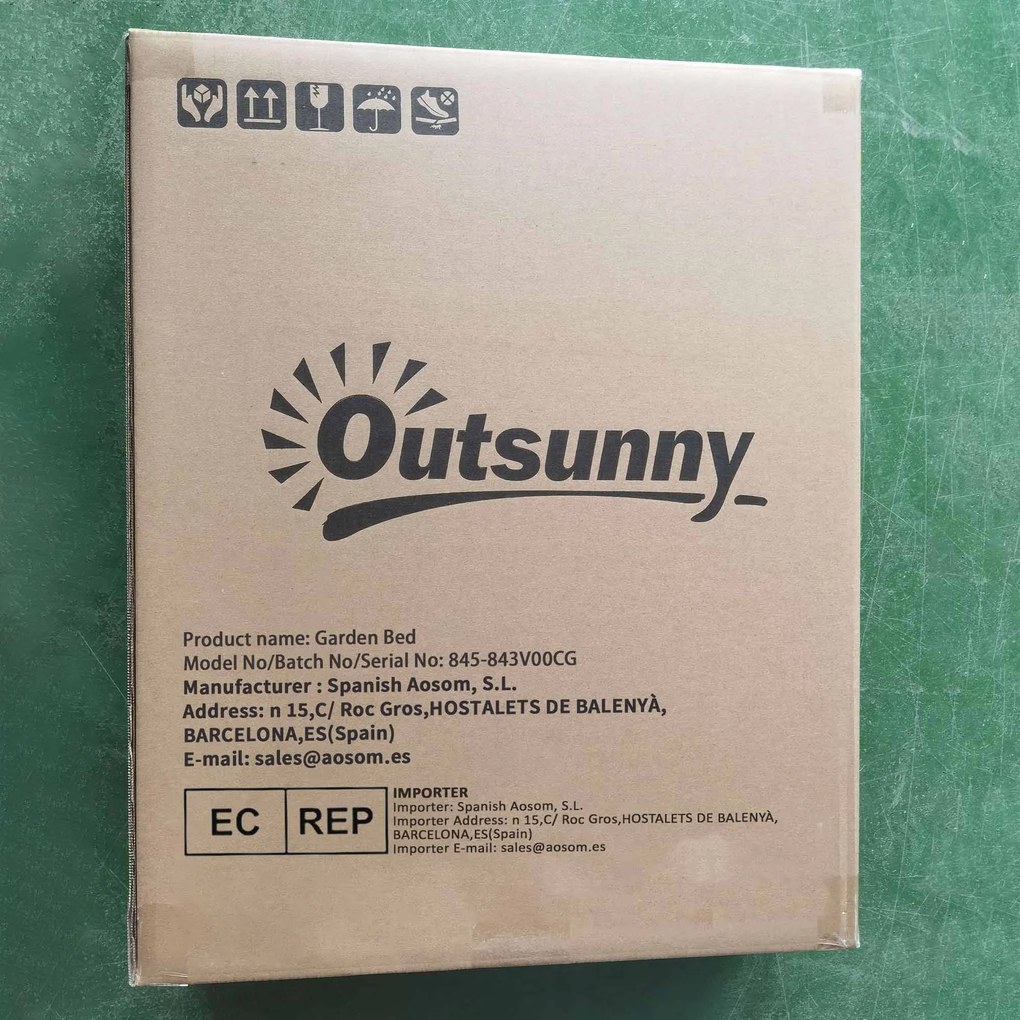 Outsunny
Product name: Garden Bed
Model No/Batch No/Serial No: 845-843V00CG
Manufacturer : Spanish Aosom, S.L.
Address: n 15,C/ Roc Gros,HOSTALETS DE BALENYÀ,
BARCELONA,ES(Spain)
E-mail: sales@aosom.es
EC REP
IMPORTER
Importer: Spanish Aosom, S.L.
Importer Address: n 15,C/ Roc Gros,HOSTALETS DE BALENYÀ,
BARCELONA,ES(Spain)
Importer E-mail: sales@aosom.es